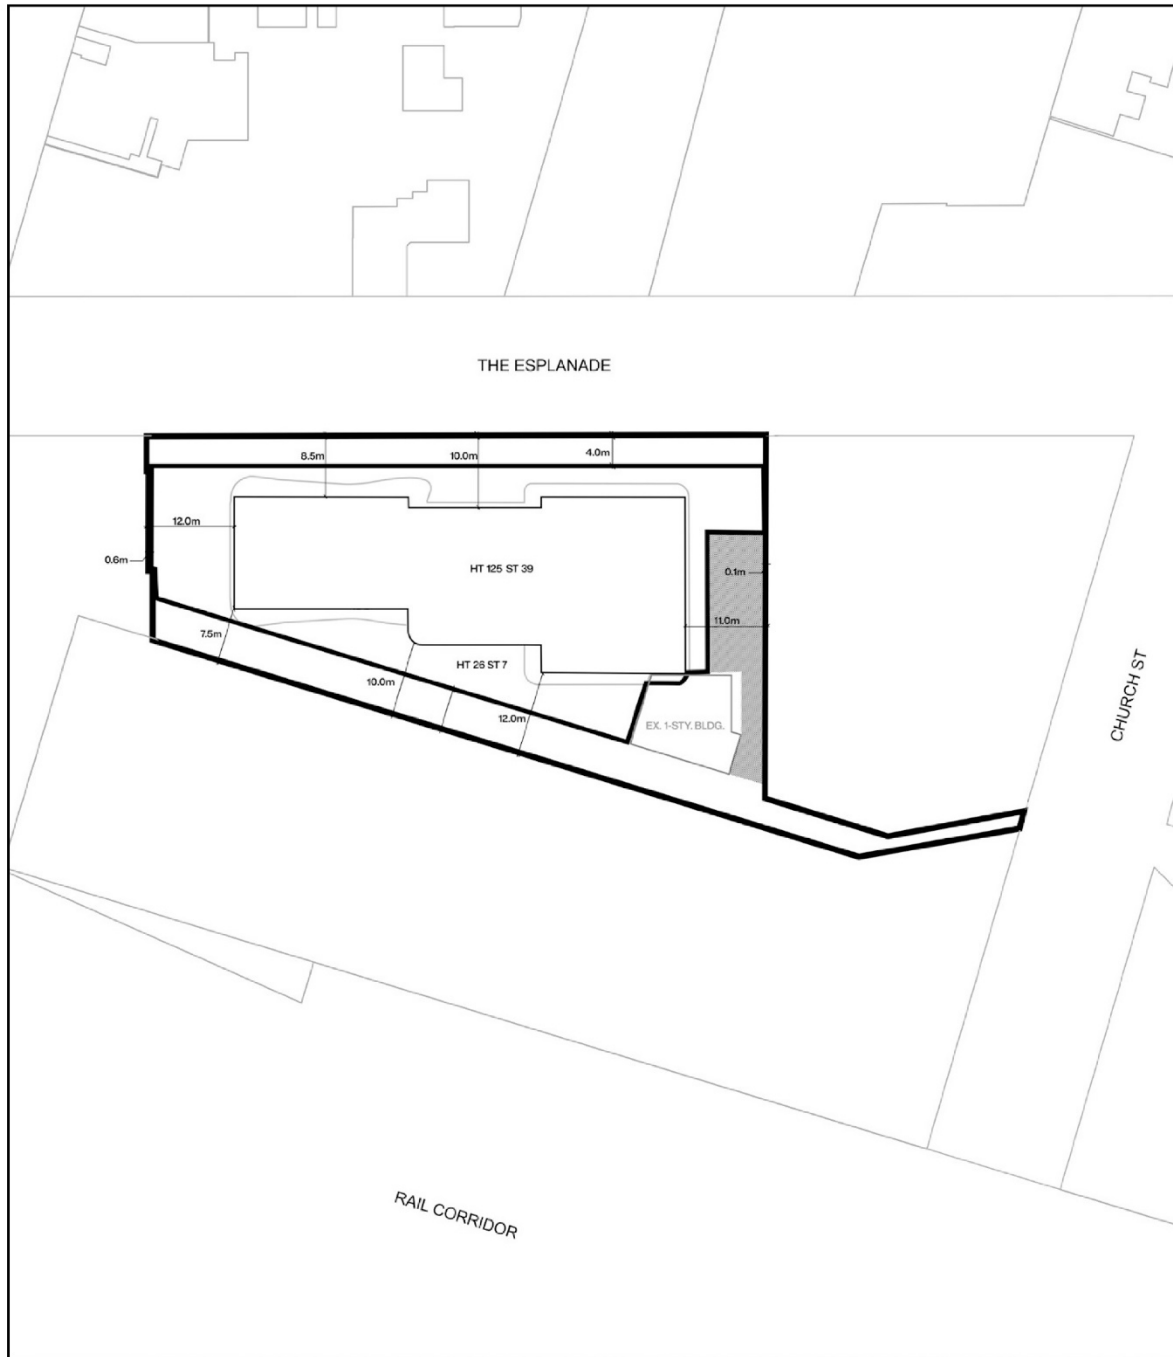 THE ESPLANADE
8.5m
10.0m
4.0m
12.0m
0.6m
HT 125 ST 39
0.1m
11.0m
7.5m
HT 26 ST 7
10.0m
12.0m
EX. 1-STY. BLDG.
CHURCH ST
RAIL CORRIDOR